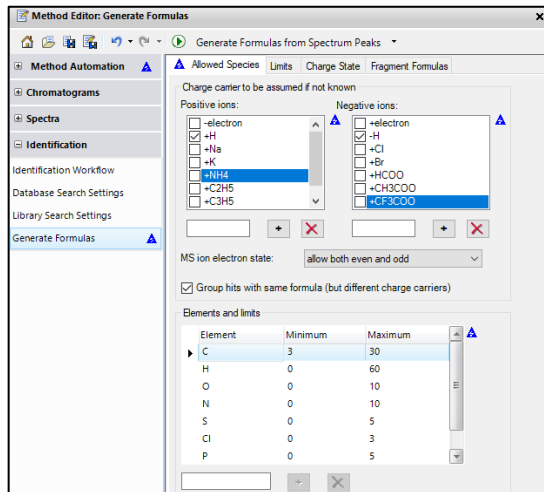 Method Editor: Generate Formulas
Generate Formulas from Spectrum Peaks
Method Automation
Chromatograms
Spectra
Identification
Identification Workflow
Database Search Settings
Library Search Settings
Generate Formulas
Allowed Species Limits Charge State Fragment Formulas
Charge carrier to be assumed if not known
Positive ions: Negative ions:
-electron +electron
+H -H
+Na +Cl
+K +Br
+NH4 +HCOO
+C2H5 +CH3COO
+C3H5 +CF3COO
MS ion electron state: allow both even and odd
Group hits with same formula (but different charge carriers)
Elements and limits
Element Minimum Maximum
C 3 30
H 0 60
O 0 10
N 0 10
S 0 5
Cl 0 3
P 0 5